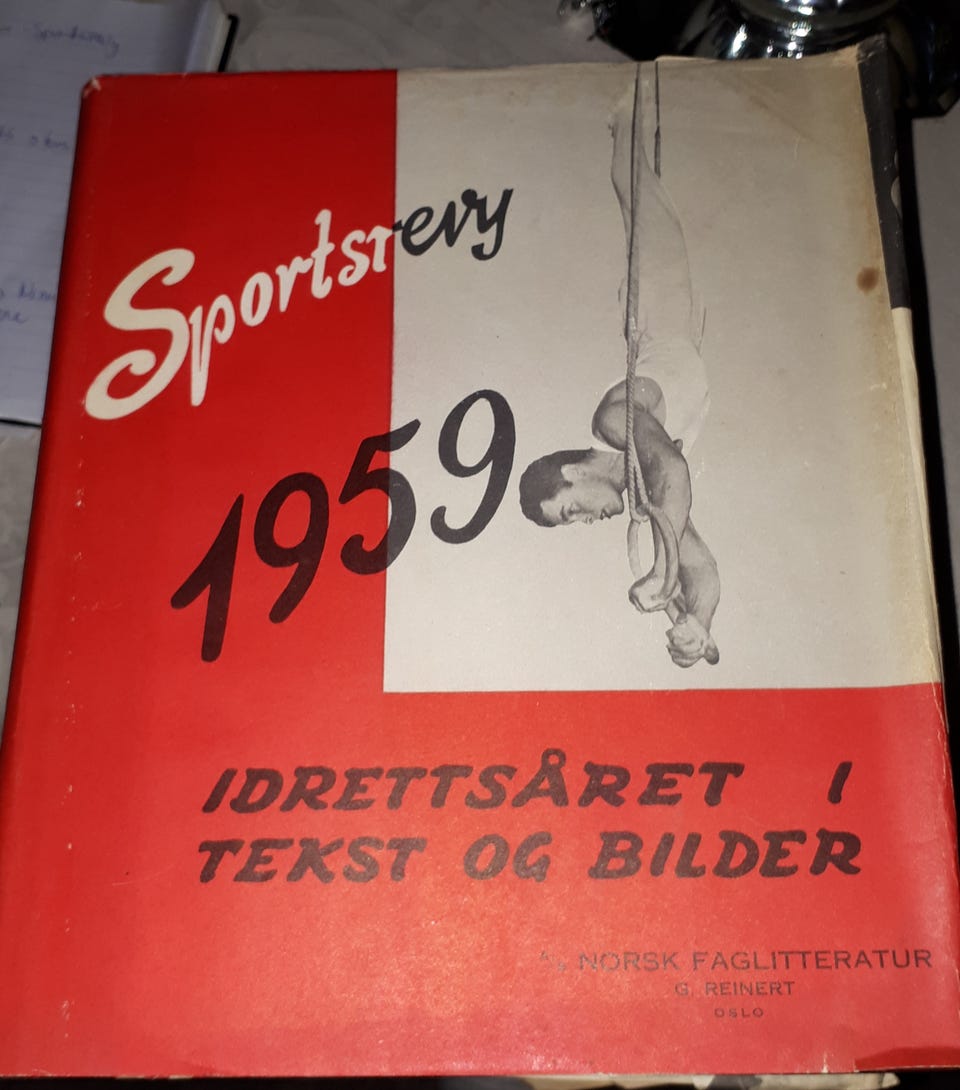 Sportsrevy
1959
IDRETTSÅRET I
TEKST OG BILDER
NORSK FAGLITTERATUR
G. REINERT
OSLO